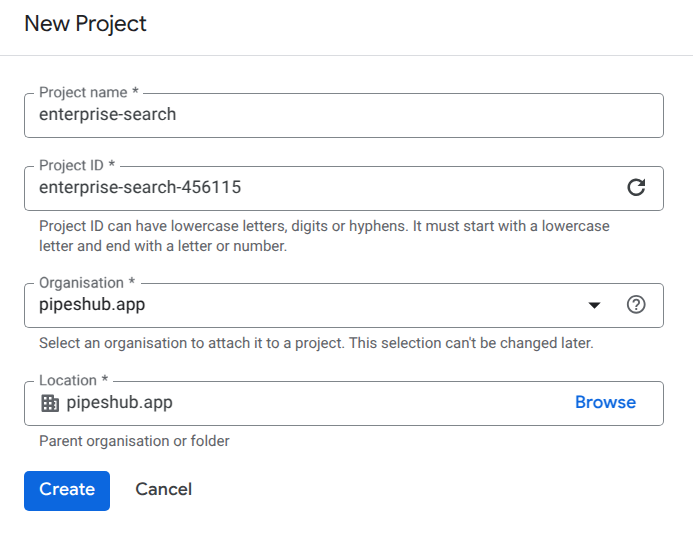 New Project
Project name *
enterprise-search
Project ID *
enterprise-search-456115
Project ID can have lowercase letters, digits or hyphens. It must start with a lowercase
letter and end with a letter or number.
Organisation *
pipeshub.app
Select an organisation to attach it to a project. This selection can't be changed later.
Location *
pipeshub.app
Browse
Parent organisation or folder
Create
Cancel